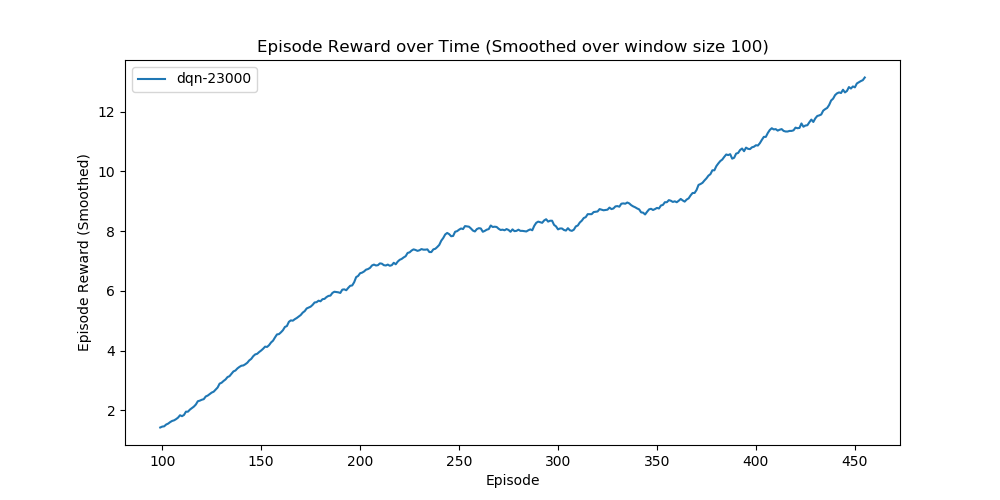 Episode Reward over Time (Smoothed over window size 100)
dqn-23000
Episode Reward (Smoothed)
12
10
8
6
4
2
100 150 200 250 300 350 400 450
Episode